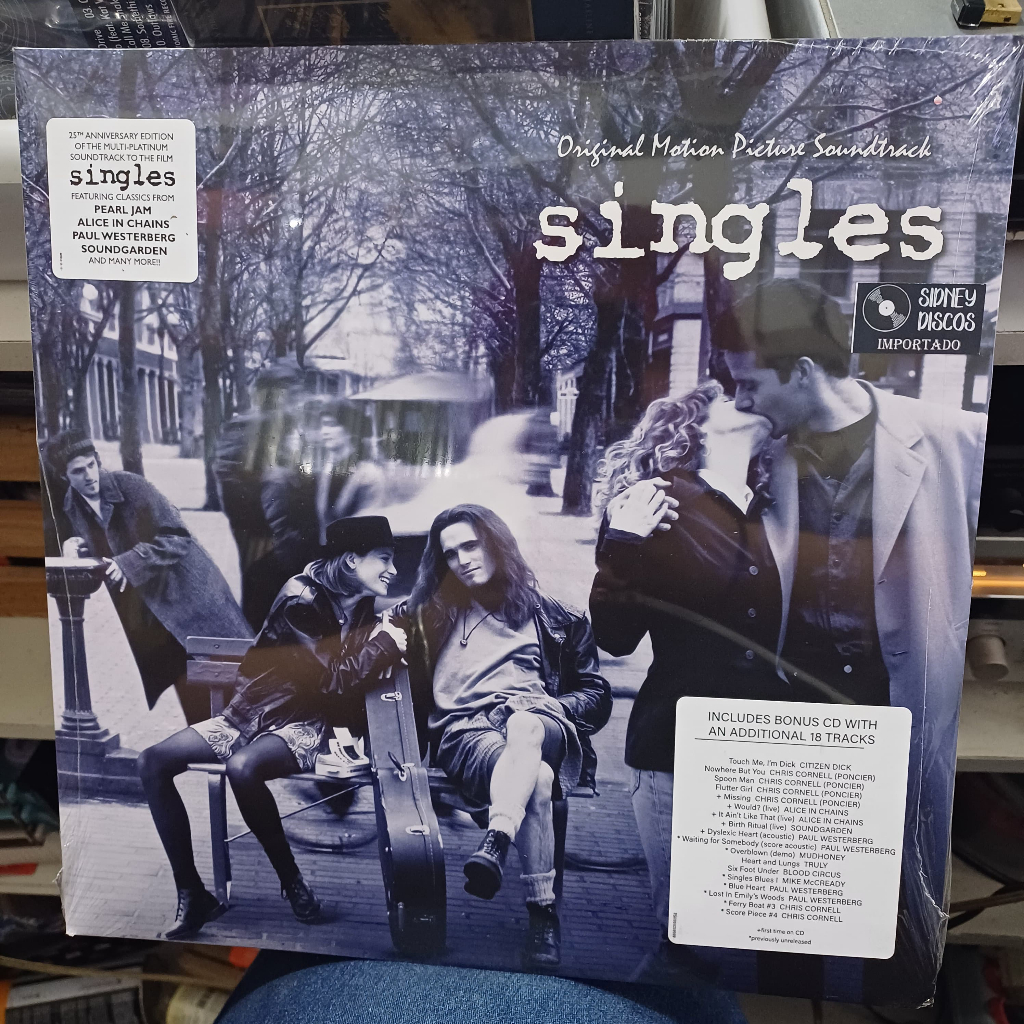 25TH ANNIVERSARY EDITION
OF THE MULTI-PLATINUM
SOUNDTRACK TO THE FILM
singles
FEATURING CLASSICS FROM
PEARL JAM
ALICE IN CHAINS
PAUL WESTERBERG
SOUNDGARDEN
AND MANY MORE!!
Original Motion Picture Soundtrack
singles
SIDNEY
DISCOS
IMPORTADO
INCLUDES BONUS CD WITH
AN ADDITIONAL 18 TRACKS
Touch Me, I'm Dick CITIZEN DICK
Nowhere But You CHRIS CORNELL (PONCIER)
Spoon Man CHRIS CORNELL (PONCIER)
Flutter Girl CHRIS CORNELL (PONCIER)
+ Missing CHRIS CORNELL (PONCIER)
+ Would? (live) ALICE IN CHAINS
+ It Ain't Like That (live) ALICE IN CHAINS
+ Birth Ritual (live) SOUNDGARDEN
+ Dyslexic Heart (acoustic) PAUL WESTERBERG
* Waiting for Somebody (score acoustic) PAUL WESTERBERG
* Overblown (demo) MUDHONEY
Heart and Lungs TRULY
Six Foot Under BLOOD CIRCUS
* Singles Blues 1 MIKE McCREADY
* Blue Heart PAUL WESTERBERG
* Lost In Emily's Woods PAUL WESTERBERG
* Ferry Boat #3 CHRIS CORNELL
* Score Piece #4 CHRIS CORNELL
+first time on CD
*previously unreleased